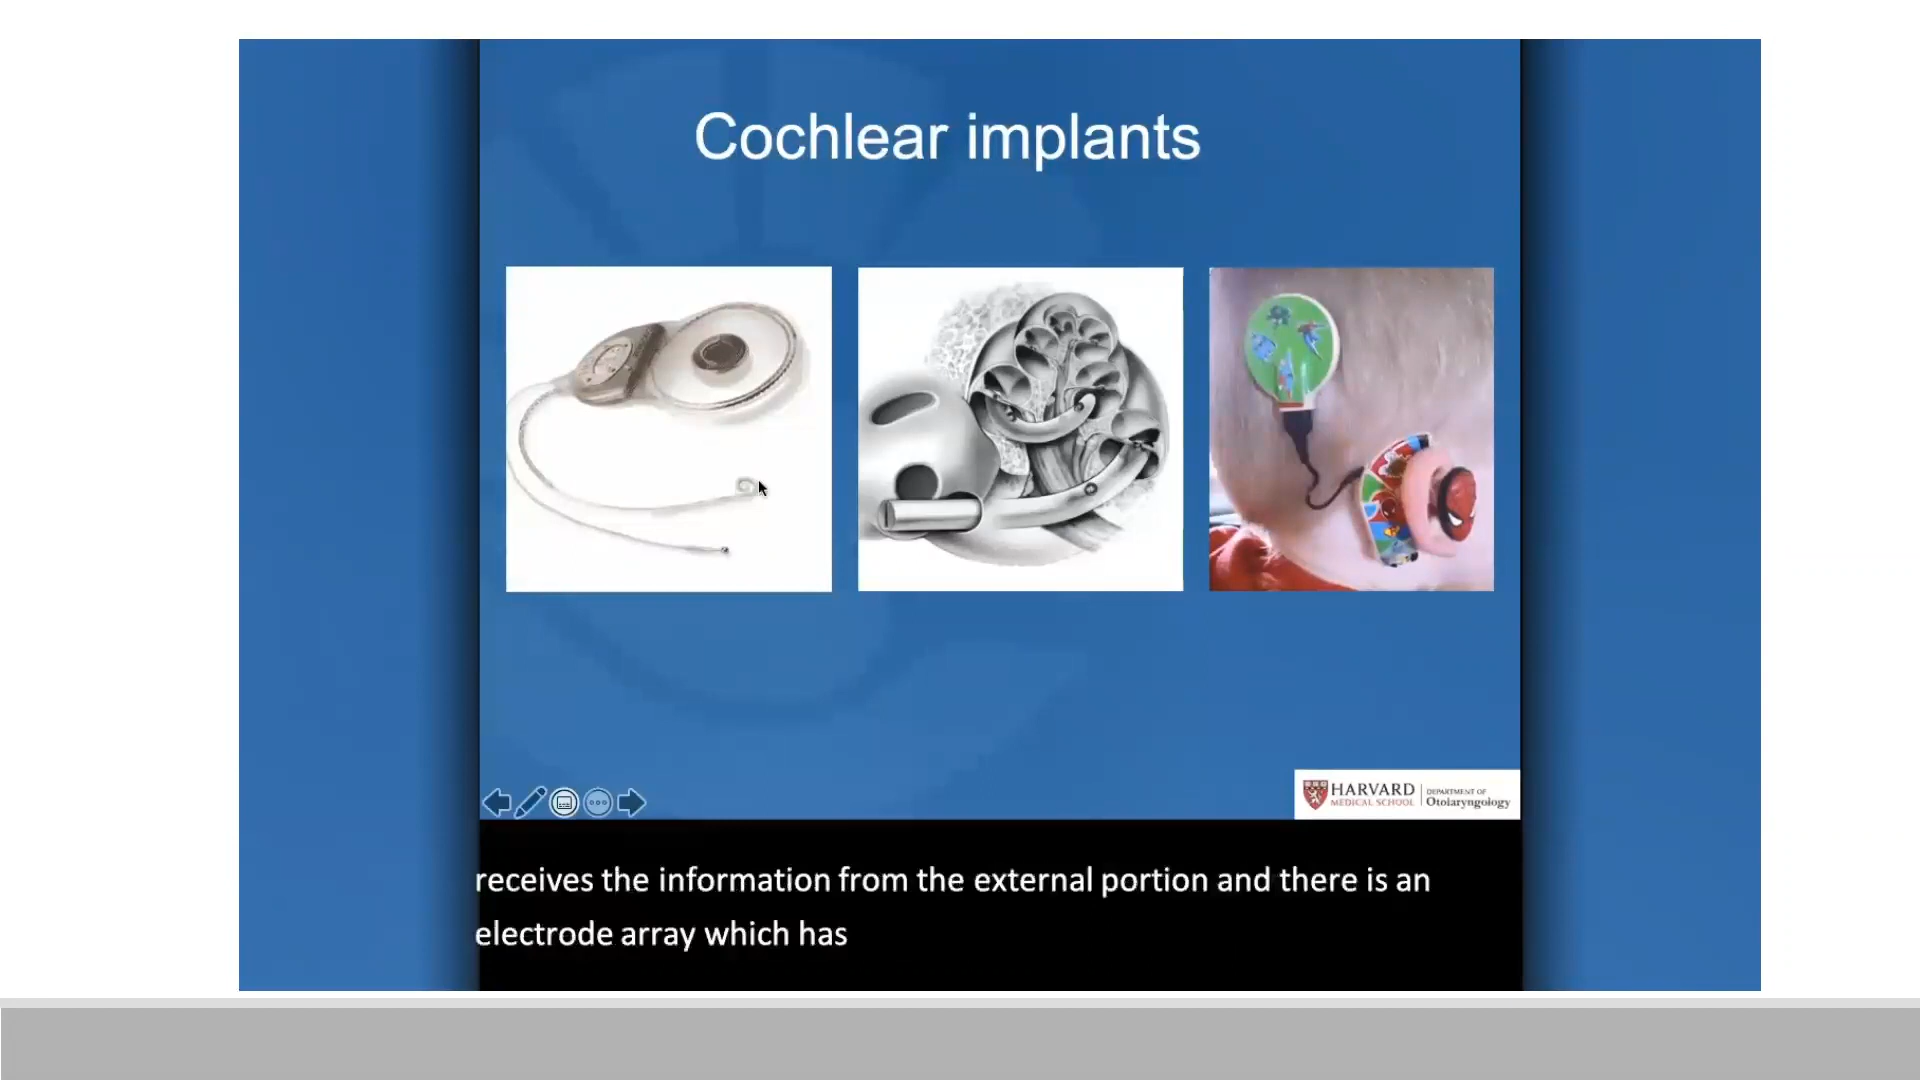 Cochlear implants
HARVARD
MEDICAL SCHOOL
DEPARTMENT OF
Otolaryngology
receives the information from the external portion and there is an
electrode array which has